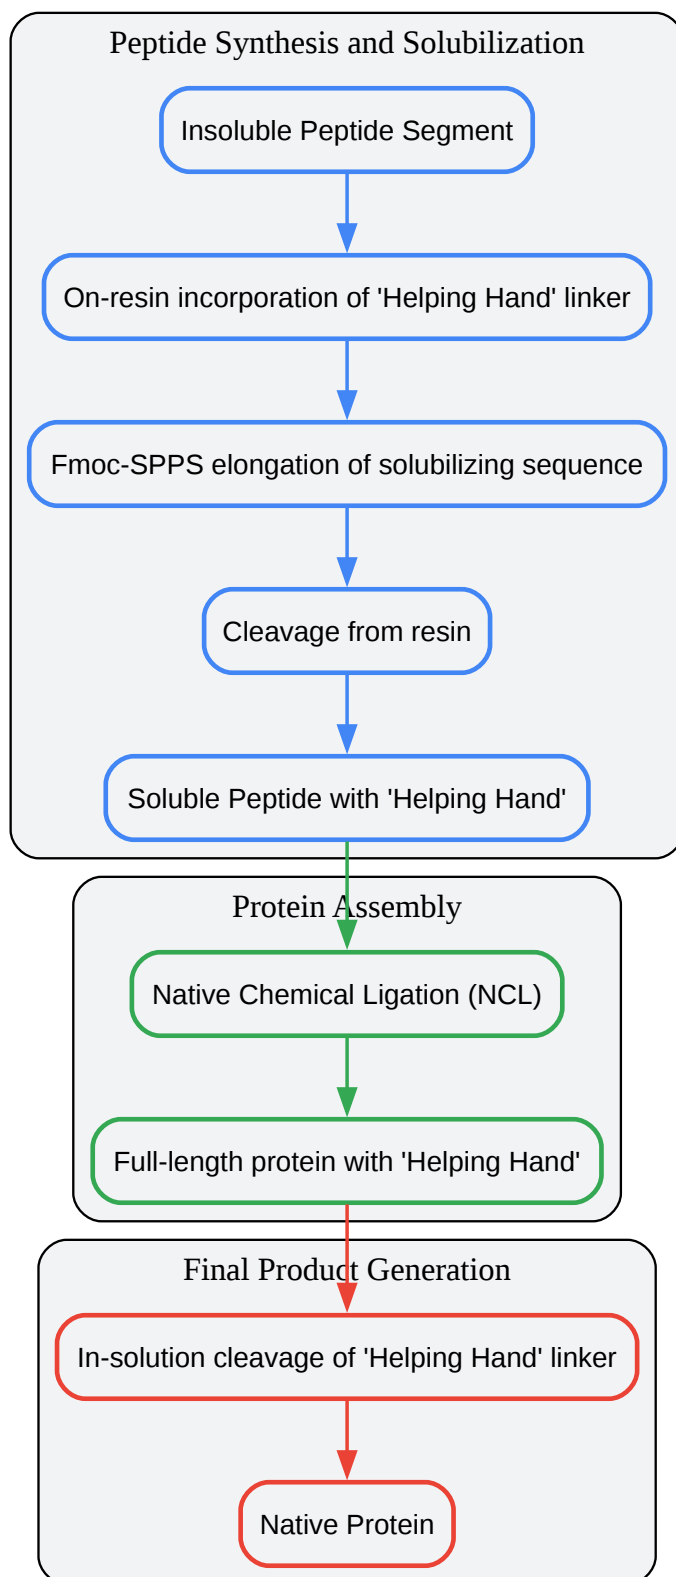 Peptide Synthesis and Solubilization
Insoluble Peptide Segment
On-resin incorporation of 'Helping Hand' linker
Fmoc-SPPS elongation of solubilizing sequence
Cleavage from resin
Soluble Peptide with 'Helping Hand'
Protein Assembly
Native Chemical Ligation (NCL)
Full-length protein with 'Helping Hand'
Final Product Generation
In-solution cleavage of 'Helping Hand' linker
Native Protein